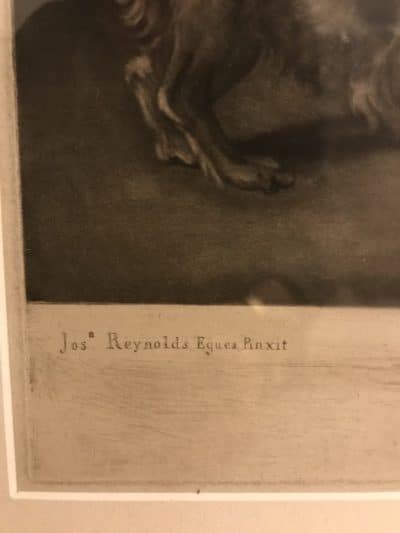 Josª Reynolds Eques Pinxit